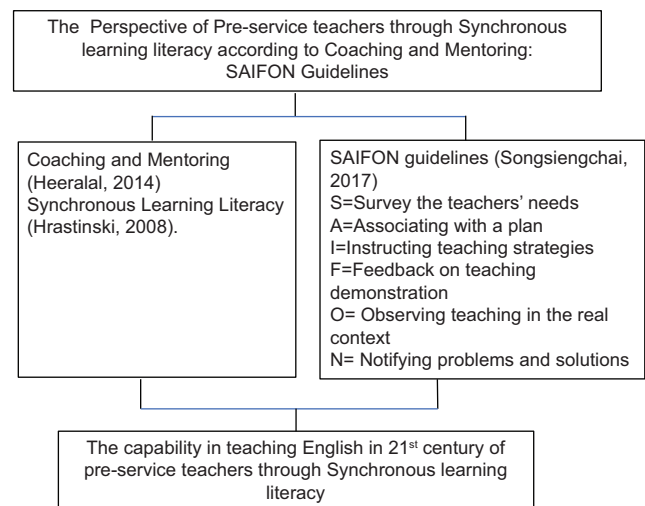 The Perspective of Pre-service teachers through Synchronous
learning literacy according to Coaching and Mentoring:
SAIFON Guidelines
Coaching and Mentoring
(Heeralal, 2014)
Synchronous Learning Literacy
(Hrastinski, 2008).
SAIFON guidelines (Songsiengchai,
2017)
S=Survey the teachers' needs
A=Associating with a plan
I=Instructing teaching strategies
F=Feedback on teaching
demonstration
O= Observing teaching in the real
context
N= Notifying problems and solutions
The capability in teaching English in 21st century of
pre-service teachers through Synchronous learning
literacy